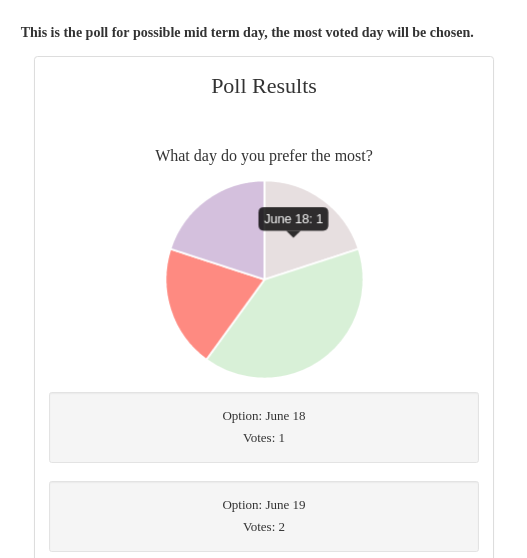 This is the poll for possible mid term day, the most voted day will be chosen.
Poll Results
What day do you prefer the most?
June 18: 1
Option: June 18
Votes: 1
Option: June 19
Votes: 2